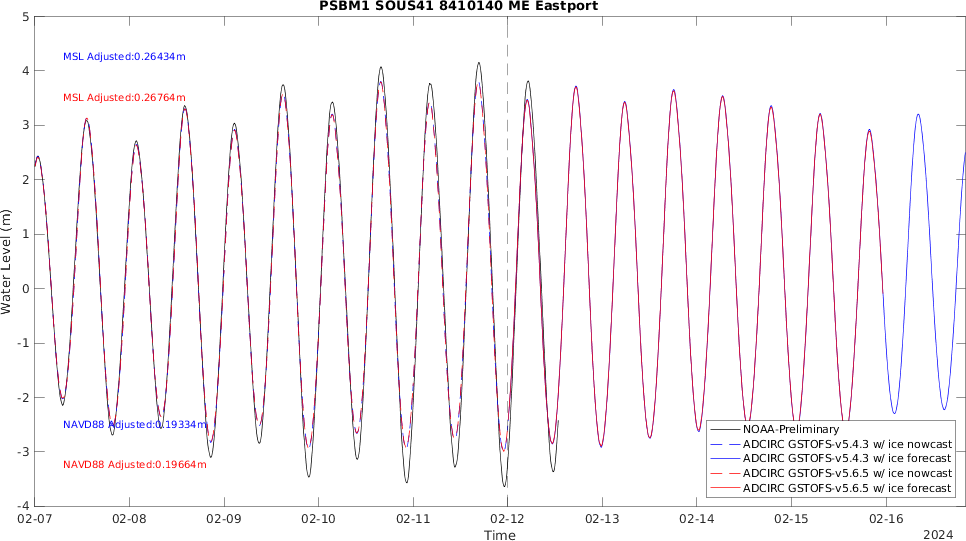 PSBM1 SOUS41 8410140 ME Eastport
5
4
3
2
1
0
-1
-2
-3
-4
Water Level (m)
MSL Adjusted:0.26434m
MSL Adjusted:0.26764m
NAVD88 Adjusted:0.19334m
NAVD88 Adjusted:0.19664m
NOAA-Preliminary
ADCIRC GSTOFS-v5.4.3 w/ ice nowcast
ADCIRC GSTOFS-v5.4.3 w/ ice forecast
ADCIRC GSTOFS-v5.6.5 w/ ice nowcast
ADCIRC GSTOFS-v5.6.5 w/ ice forecast
02-07 02-08 02-09 02-10 02-11 02-12 02-13 02-14 02-15 02-16
Time
2024